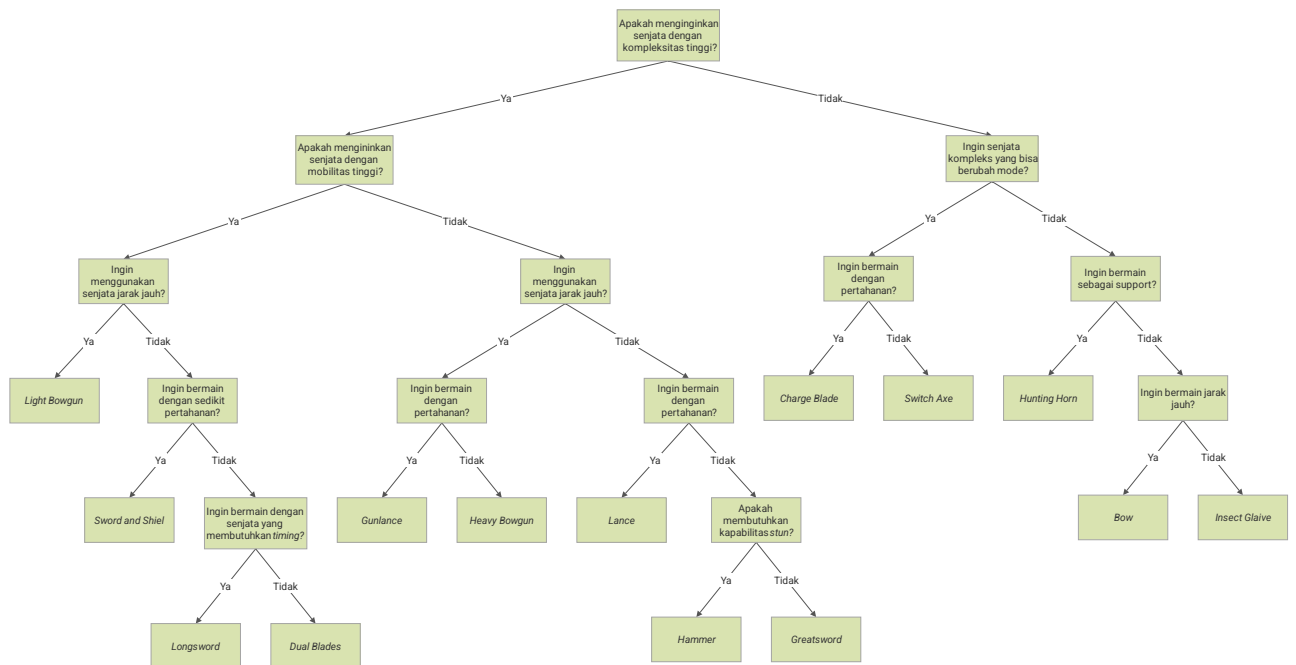 Apakah menginginkan
senjata dengan
kompleksitas tinggi?
Ya
Tidak
Apakah mengininkan
senjata dengan
mobilitas tinggi?
Ingin senjata
kompleks yang bisa
berubah mode?
Ya
Tidak
Ya
Tidak
Ingin
menggunakan
senjata jarak jauh?
Ingin
menggunakan
senjata jarak jauh?
Ingin bermain
dengan
pertahanan?
Ingin bermain
sebagai support?
Ya
Tidak
Ya
Tidak
Ya
Tidak
Ya
Tidak
Light Bowgun
Ingin bermain
dengan sedikit
pertahanan?
Ingin bermain
dengan
pertahanan?
Ingin bermain
dengan
pertahanan?
Charge Blade
Switch Axe
Hunting Horn
Ingin bermain jarak
jauh?
Ya
Tidak
Ya
Tidak
Ya
Tidak
Ya
Tidak
Sword and Shiel
Ingin bermain dengan
senjata yang
membutuhkan timing?
Gunlance
Heavy Bowgun
Lance
Apakah
membutuhkan
kapabilitas stun?
Bow
Insect Glaive
Ya
Tidak
Ya
Tidak
Longsword
Dual Blades
Hammer
Greatsword